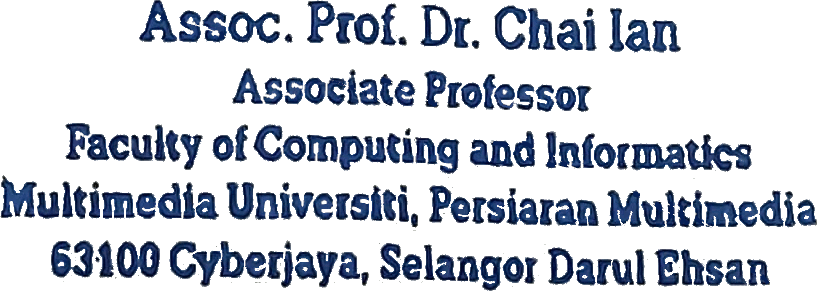 Assoc. Prof. Dr. Chai Ian
Associate Professor
Faculty of Computing and Informatics
Multimedia Universiti, Persiaran Multimedia
63100 Cyberjaya, Selangor Darul Ehsan